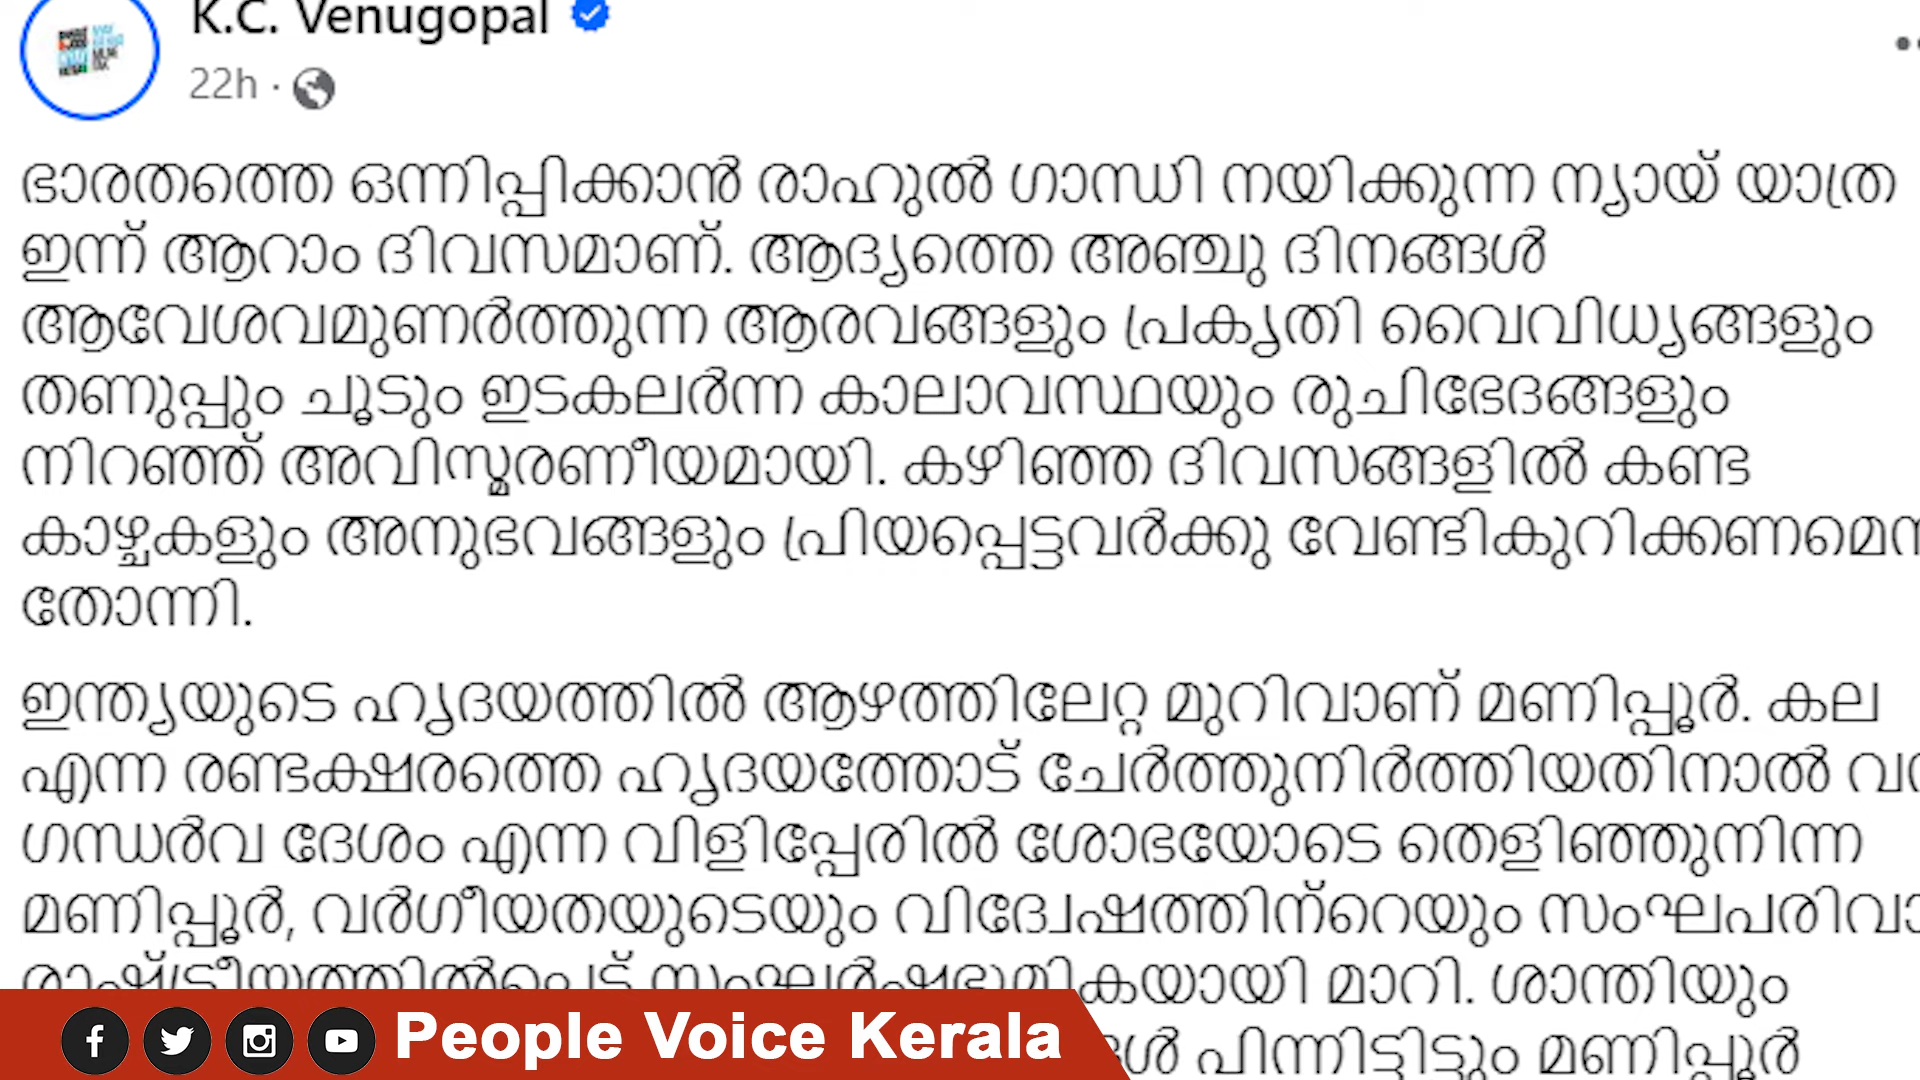 K.C. Venugopal
22h ·
ഭാരതത്തെ ഒന്നിപ്പിക്കാൻ രാഹുൽ ഗാന്ധി നയിക്കുന്ന ന്യായ് യാത്ര
ഇന്ന് ആറാം ദിവസമാണ്. ആദ്യത്തെ അഞ്ചു ദിനങ്ങൾ
ആവേശവമുണർത്തുന്ന ആരവങ്ങളും പ്രകൃതി വൈവിധ്യങ്ങളും
തണുപ്പും ചൂടും ഇടകലർന്ന കാലാവസ്ഥയും രുചിഭേദങ്ങളും
നിറഞ്ഞ് അവിസ്മരണീയമായി. കഴിഞ്ഞ ദിവസങ്ങളിൽ കണ്ട
കാഴ്ചകളും അനുഭവങ്ങളും പ്രിയപ്പെട്ടവർക്കു
തോന്നി.
ഇന്ത്യയുടെ ഹൃദയത്തിൽ ആഴത്തിലേറ്റ മുറിവാണ് മണിപ്പൂർ. കല
എന്ന രണ്ടക്ഷരത്തെ ഹൃദയത്തോട് ചേർത്തുനിർത്തിയതിനാൽ
ഗന്ധർവ ദേശം എന്ന വിളിപ്പേരിൽ ശോഭയോടെ തെളിഞ്ഞുനിന്ന
മണിപ്പൂർ, വർഗീയതയുടെയും വിദ്വേഷത്തിന്റെയും
രാഷ്ട്രീയത്തിൽപെട്ട് സംഘർഷഭൂമികയായി മാറി. ശാന്തിയും
പിന്നിട്ടിട്ടും മണിപ്പൂർ
People Voice Kerala